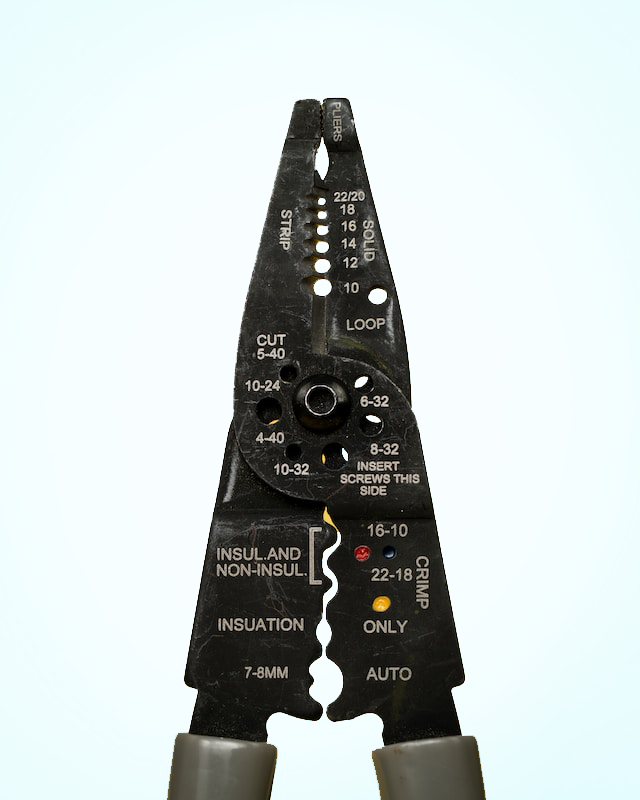 PLIERS
STRIP
22/20
18
16
14
12
10
SOLID
LOOP
CUT
5-40
10-24
6-32
4-40
8-32
10-32
INSERT
SCREWS THIS
SIDE
16-10
INSUL.AND
NON-INSUL.
22-18
CRIMP
INSUATION
ONLY
7-8MM
AUTO